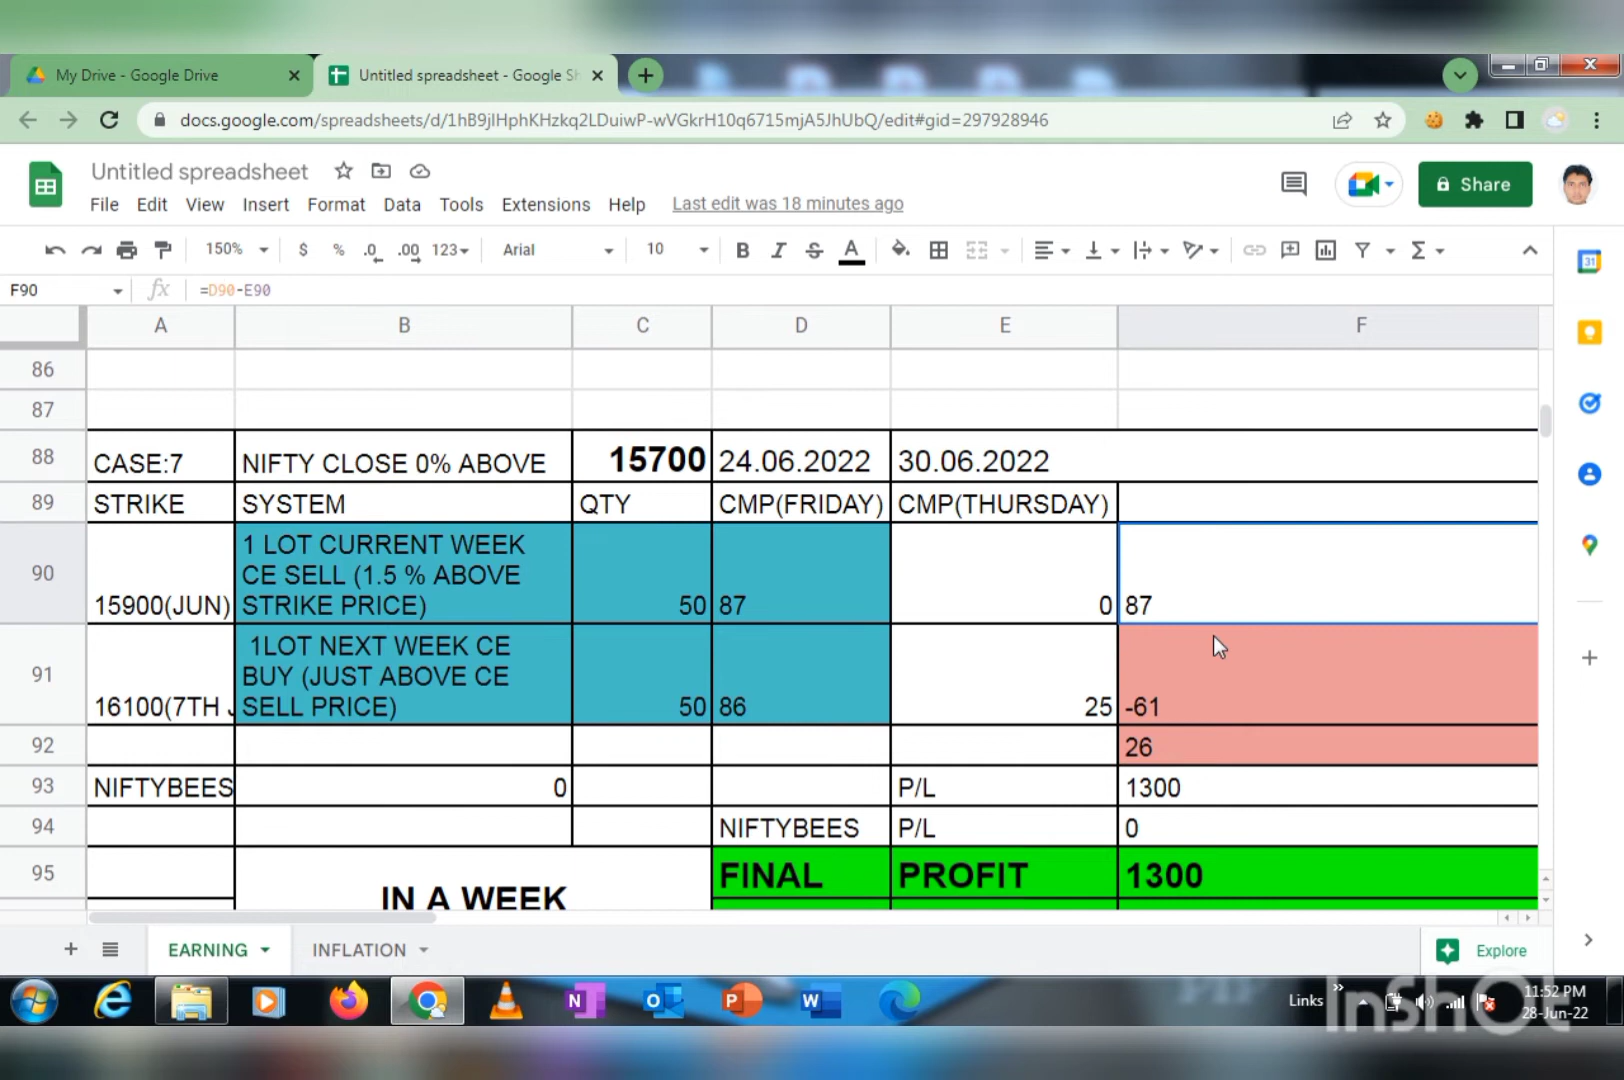 My Drive - Google Drive
Untitled spreadsheet - Google Sh
docs.google.com/spreadsheets/d/1hB9jIHphKHzkq2LDuiwP-wVGkrH10q6715mjA5JhUbQ/edit#gid=297928946
Untitled spreadsheet
File Edit View Insert Format Data Tools Extensions Help Last edit was 18 minutes ago
Share
150% $ % .0 .00 123 Arial 10 B I S A
F90 fx =D90-E90
A B C D E F
86
87
88 CASE:7 NIFTY CLOSE 0% ABOVE 15700 24.06.2022 30.06.2022
89 STRIKE SYSTEM QTY CMP(FRIDAY) CMP(THURSDAY)
1 LOT CURRENT WEEK
90 CE SELL (1.5 % ABOVE
15900(JUN) STRIKE PRICE) 50 87 0 87
1LOT NEXT WEEK CE
91 BUY (JUST ABOVE CE
16100(7TH SELL PRICE) 50 86 25 -61
92 26
93 NIFTYBEES 0 P/L 1300
94 NIFTYBEES P/L 0
95 FINAL PROFIT 1300
IN A WEEK
EARNING INFLATION
Explore
Links
11:52 PM
28-Jun-22
InShOt